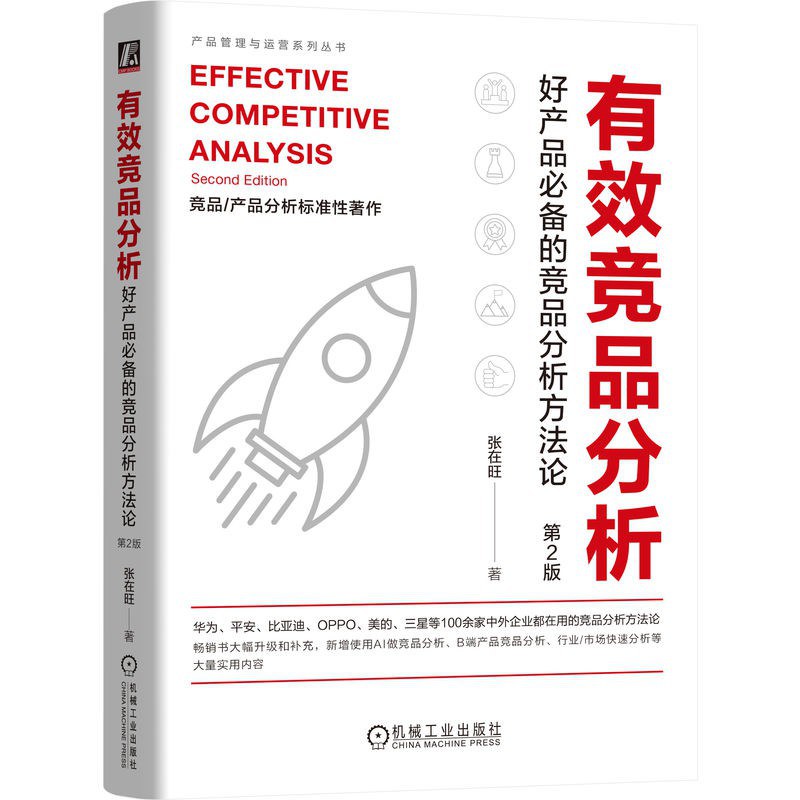 产品管理与运营系列丛书
EFFECTIVE
COMPETITIVE
ANALYSIS
Second Edition
竞品/产品分析标准性著作
有效竞品分析
好产品必备的竞品分析方法论
第2版
张在旺
著
华为、平安、比亚迪、OPPO、美的、三星等100余家中外企业都在用的竞品分析方法论
畅销书大幅升级和补充，新增使用AI做竞品分析、B端产品竞品分析、行业/市场快速分析等
大量实用内容
机械工业出版社
CHINA MACHINE PRESS
CMP BOOKS
有效竞品分析
好产品必备的竞品分析方法论
第2版
张在旺
著
机械工业出版社
CHINA MACHINE PRESS